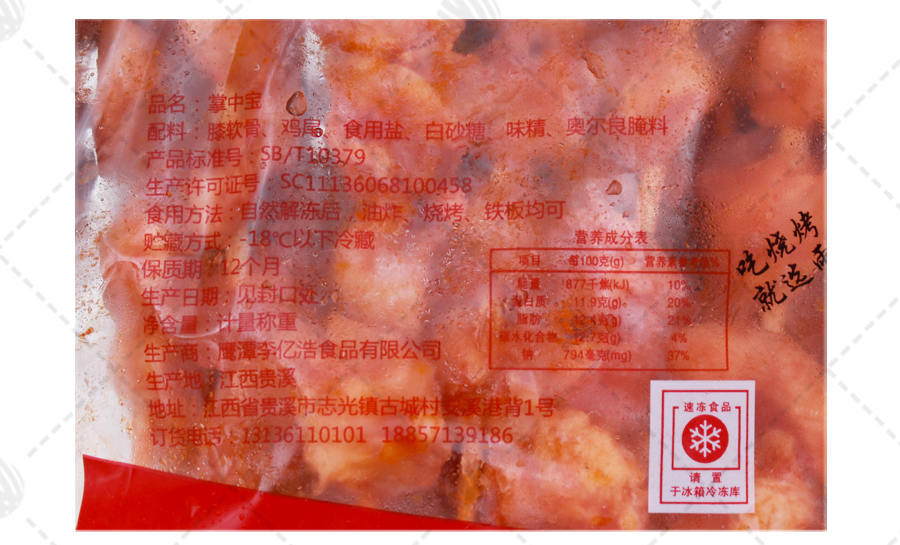 品名：掌中宝
配料：膝软骨、鸡尾、食用盐、白砂糖、味精、奥尔良腌料
产品标准号：SB/T10379
生产许可证号：SC11136068100458
食用方法：自然解冻后，油炸、烧烤、铁板均可
贮藏方式：-18℃以下冷藏
保质期：12个月
生产日期：见封口处
净含量：计量称重
生产商：鹰潭李亿浩食品有限公司
生产地：江西贵溪
地址：江西省贵溪市志光镇古城村艾溪港背1号
订货电话：13136110101 18857139186
营养成分表
项目 每100克(g) 营养素参考值%
能量 877千焦(kJ) 10%
蛋白质 11.9克(g) 20%
脂肪 12.4克(g) 21%
碳水化合物 12.7克(g) 4%
钠 794毫克(mg) 37%
吃烧烤
就选
速冻食品
请置
于冰箱冷冻库